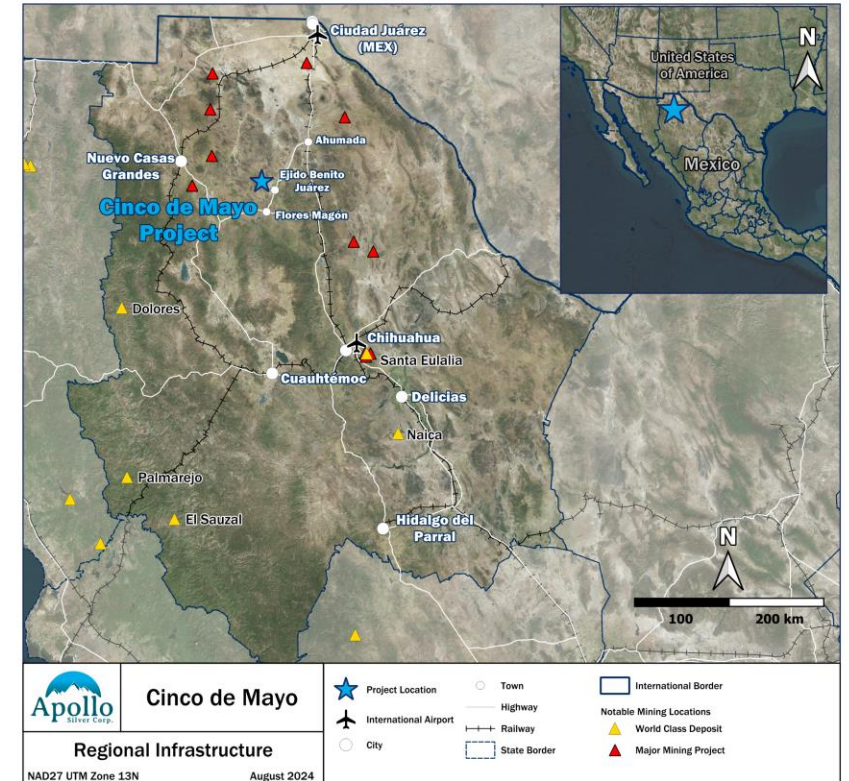 Ciudad Juárez
(MEX)
N
United States
of America
Mexico
Ahumada
Nuevo Casas
Grandes
Ejido Benito
Juárez
Cinco de Mayo
Project
Flores Magón
Dolores
Chihuahua
Santa Eulalia
Cuauhtémoc
Delicias
Naica
Palmarejo
El Sauzal
Hidalgo del
Parral
N
100
200 km
Apollo
Silver Corp.
Cinco de Mayo
Regional Infrastructure
NAD27 UTM Zone 13N
August 2024
Project Location
International Airport
City
Town
Highway
Railway
State Border
International Border
Notable Mining Locations
World Class Deposit
Major Mining Project